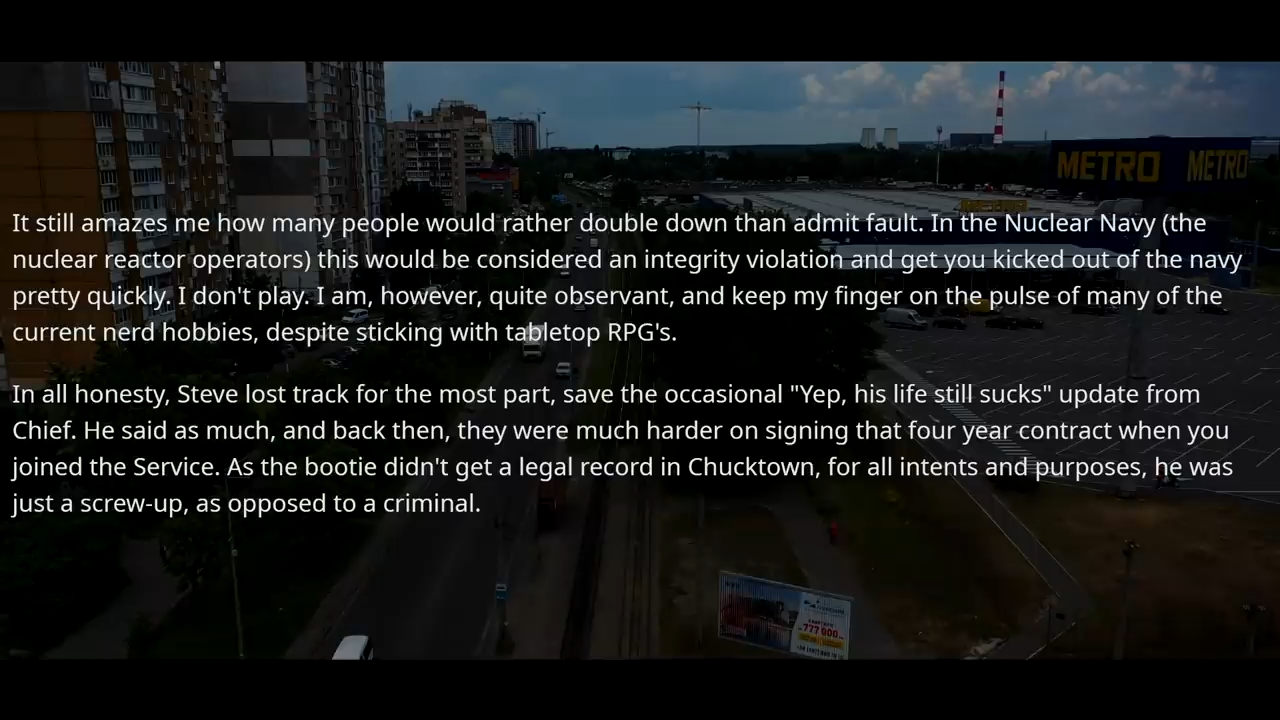 METRO METRO
METRO
It still amazes me how many people would rather double down than admit fault. In the Nuclear Navy (the
nuclear reactor operators) this would be considered an integrity violation and get you kicked out of the navy
pretty quickly. I don't play. I am, however, quite observant, and keep my finger on the pulse of many of the
current nerd hobbies, despite sticking with tabletop RPG's.
In all honesty, Steve lost track for the most part, save the occasional "Yep, his life still sucks" update from
Chief. He said as much, and back then, they were much harder on signing that four year contract when you
joined the Service. As the bootie didn't get a legal record in Chucktown, for all intents and purposes, he was
just a screw-up, as opposed to a criminal.
777 000